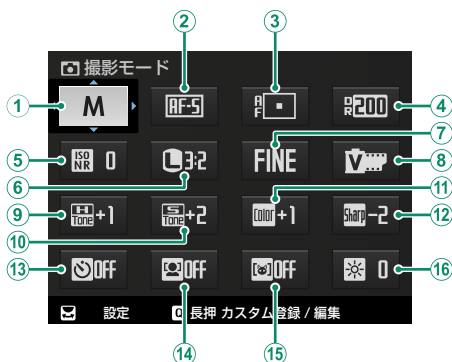 ② ③
撮影モード
① M AF-S AF DR200 ④
⑦
⑤ ISO NR 0 L3:2 FINE V ⑧
⑥ ⑪
⑨ H Tone+1 S Tone+2 Color+1 Sharp-2 ⑫
⑩
⑬ OFF OFF OFF 0 ⑯
設定 Q 長押 カスタム登録 / 編集
⑭ ⑮